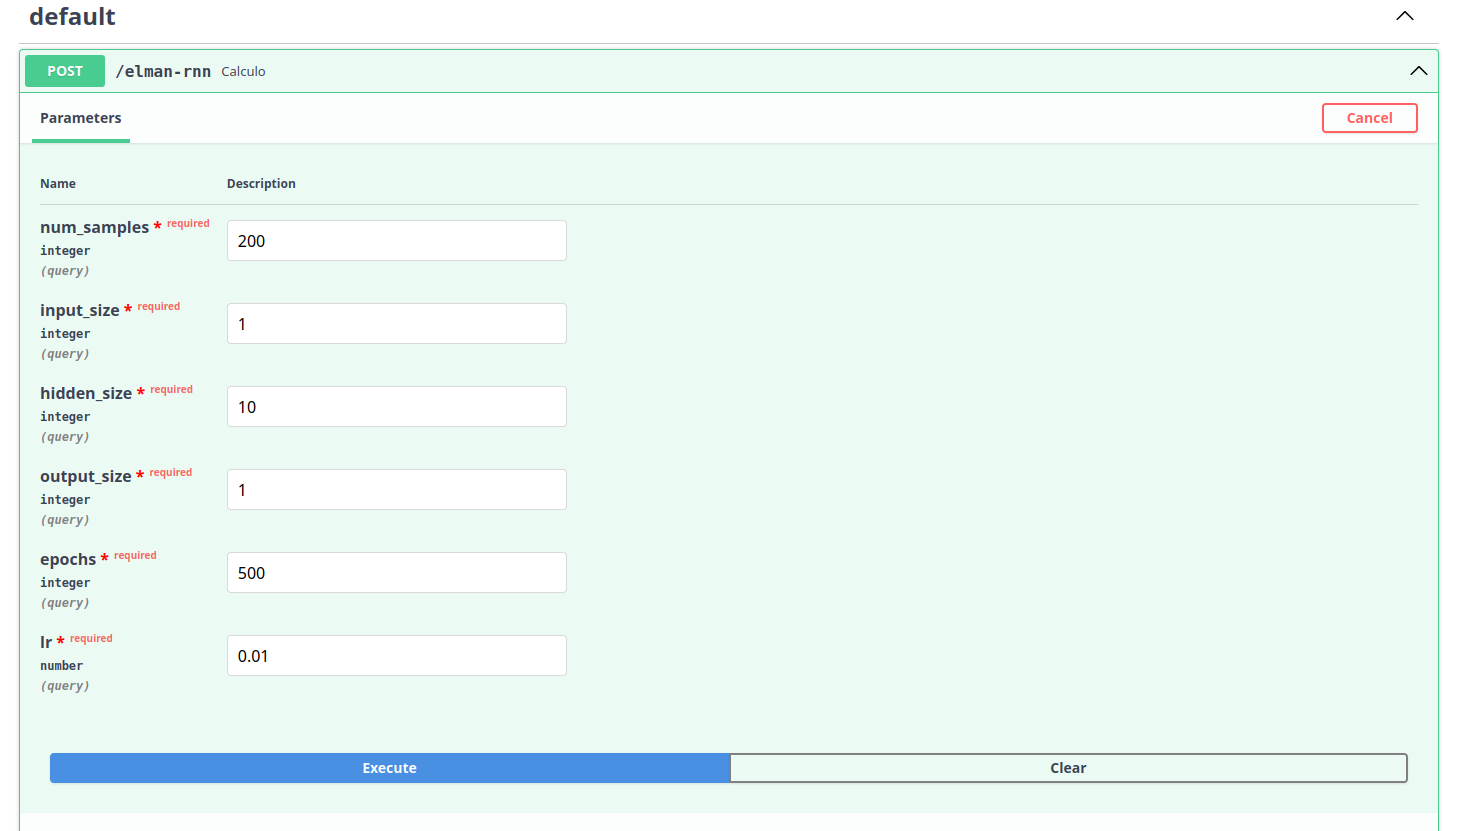 default
POST /elman-rnn Calculo
Parameters Cancel
Name Description
num_samples * required
integer
(query)
200
input_size * required
integer
(query)
1
hidden_size * required
integer
(query)
10
output_size * required
integer
(query)
1
epochs * required
integer
(query)
500
lr * required
number
(query)
0.01
Execute Clear